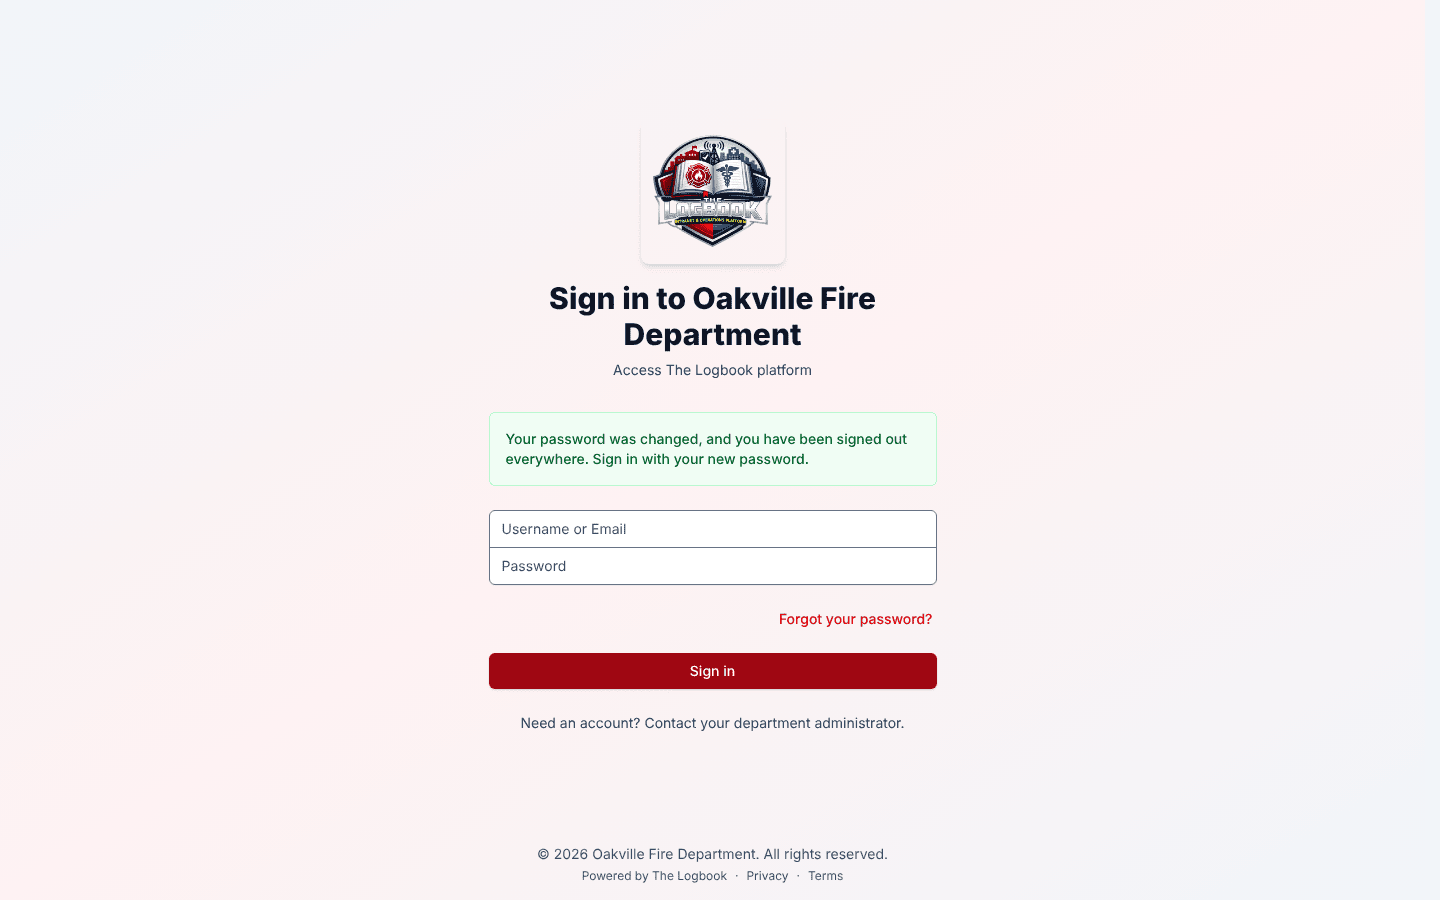 THE
LOGBOOK
Sign in to Oakville Fire
Department
Access The Logbook platform
Your password was changed, and you have been signed out
everywhere. Sign in with your new password.
Username or Email
Password
Forgot your password?
Sign in
Need an account? Contact your department administrator.
© 2026 Oakville Fire Department. All rights reserved.
Powered by The Logbook · Privacy · Terms